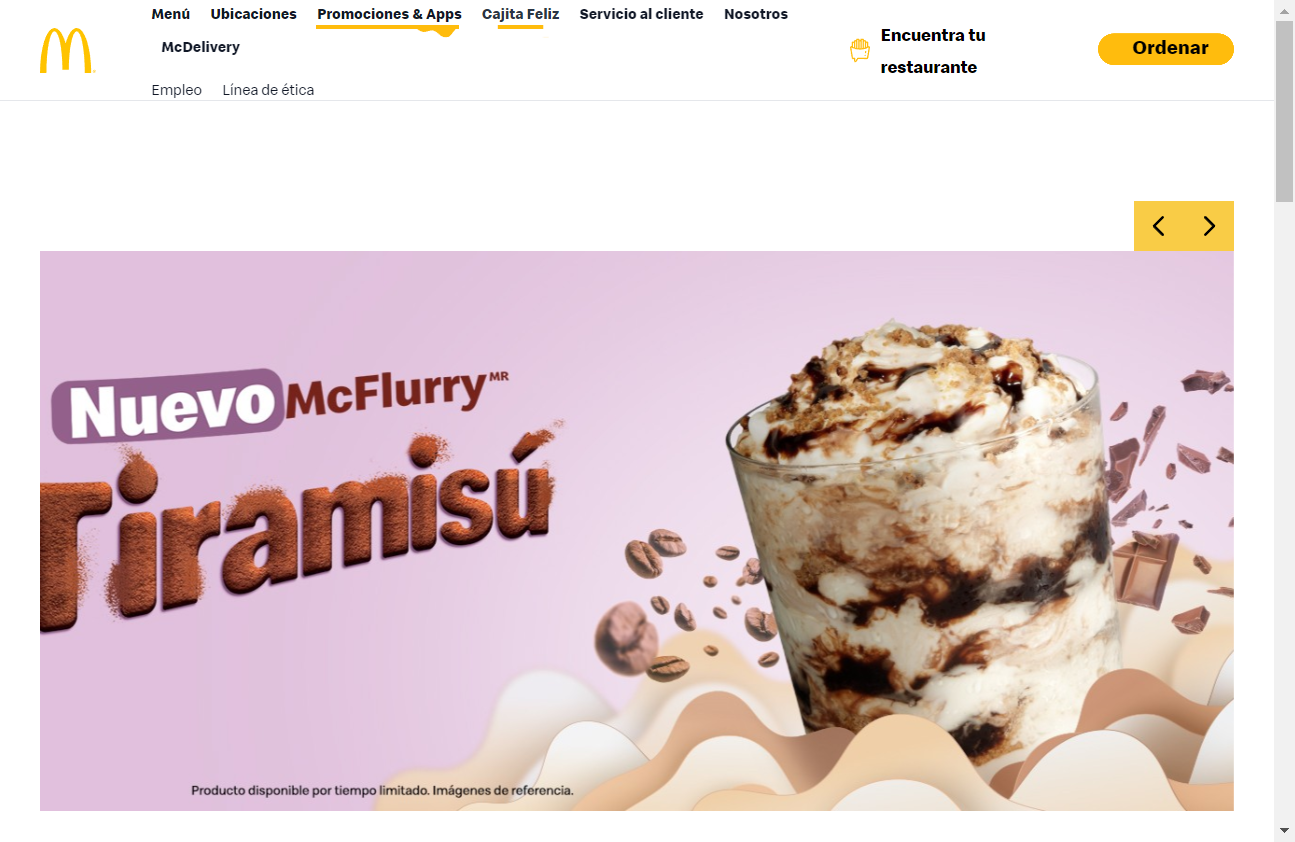 Menú Ubicaciones Promociones & Apps Cajita Feliz Servicio al cliente Nosotros
McDelivery
Encuentra tu
restaurante
Ordenar
Empleo Línea de ética
Nuevo McFlurry MR
Tiramisú
Producto disponible por tiempo limitado. Imágenes de referencia.